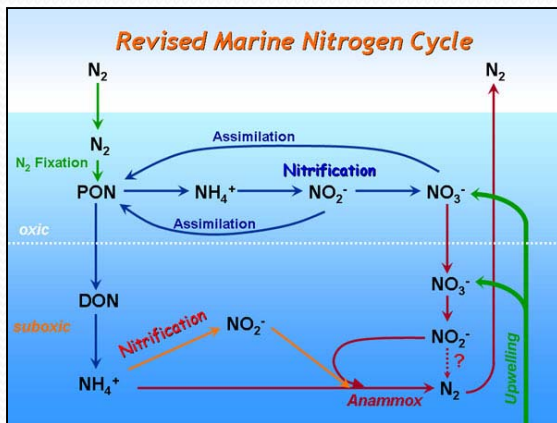 Revised Marine Nitrogen Cycle
N₂
N₂
N₂
Assimilation
N₂ Fixation
Nitrification
PON
NH₄⁺
NO₂⁻
NO₃⁻
Assimilation
oxic
NO₃⁻
DON
suboxic
Nitrification
NO₂⁻
NO₂⁻
?
NH₄⁺
N₂
Anammox
Upwelling